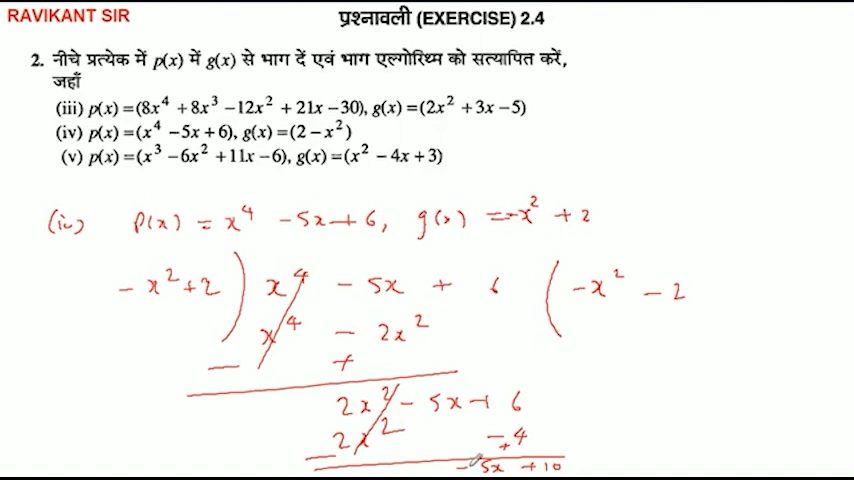 RAVIKANT SIR
प्रश्नावली (EXERCISE) 2.4
2. नीचे प्रत्येक में p(x) में g(x) से भाग दें एवं भाग एल्गोरिथ्म को सत्यापित करें,
जहाँ
(iii) p(x) =(8x⁴ +8x³ −12x² +21x −30), g(x) =(2x² +3x −5)
(iv) p(x) =(x⁴ −5x +6), g(x) =(2 − x²)
(v) p(x) =(x³ −6x² +11x −6), g(x) =(x² − 4x +3)
(iv) p(x) = x⁴ −5x+6, g(x) = −x² +2
−x²+2 ) x⁴ − 5x + 6 ( −x² − 2
x⁴ − 2x²
− +
2x² − 5x + 6
2x² − 4
− +
− 5x +10